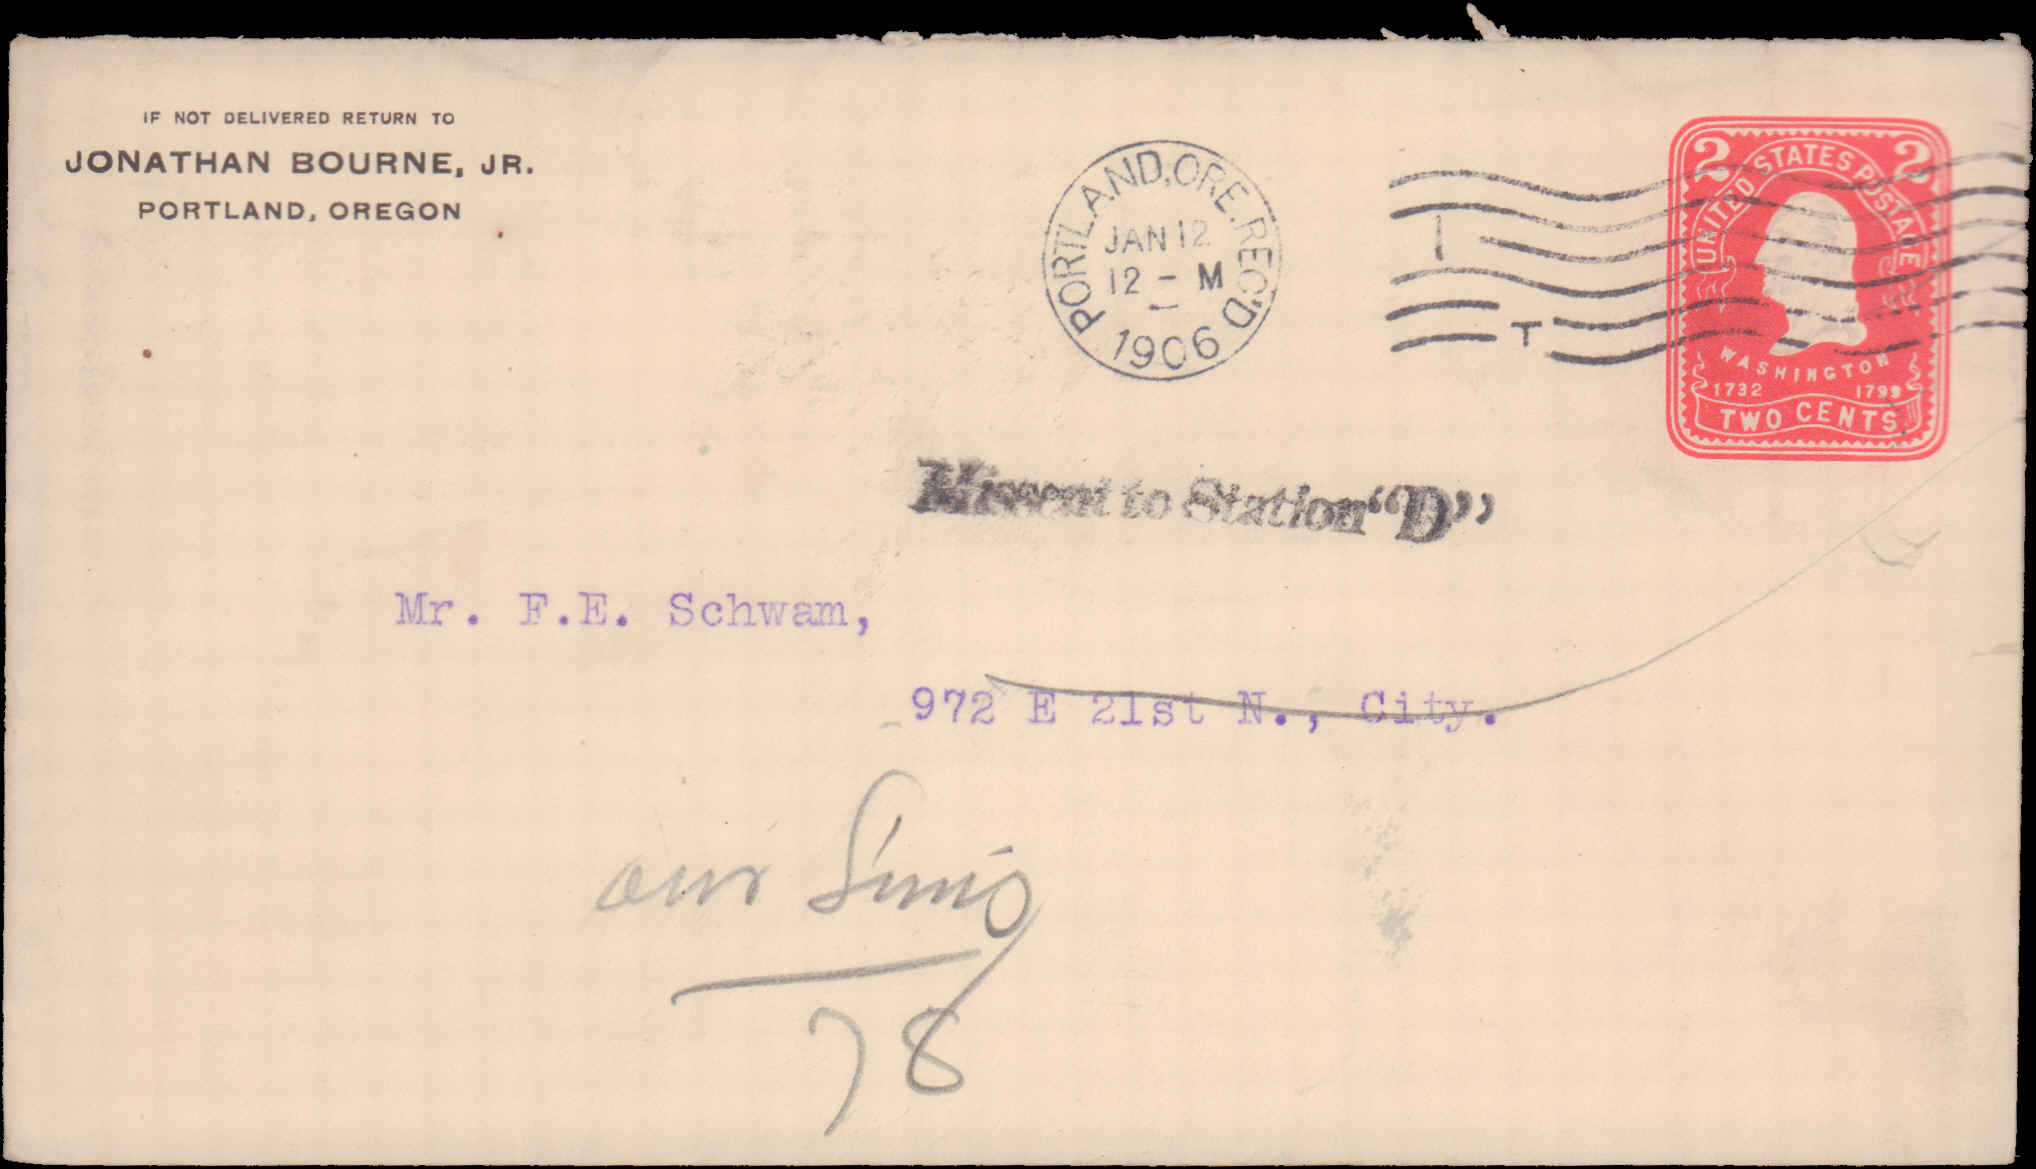 IF NOT DELIVERED RETURN TO
JONATHAN BOURNE, JR.
PORTLAND, OREGON
PORTLAND, ORE. REC'D
JAN 12
12 - M
1906
1
T
2 2
UNITED STATES POSTAGE
WASHINGTON
1732 1799
TWO CENTS
Missent to Station "D"
Mr. F.E. Schwam,
972 E 21st N., City.
78